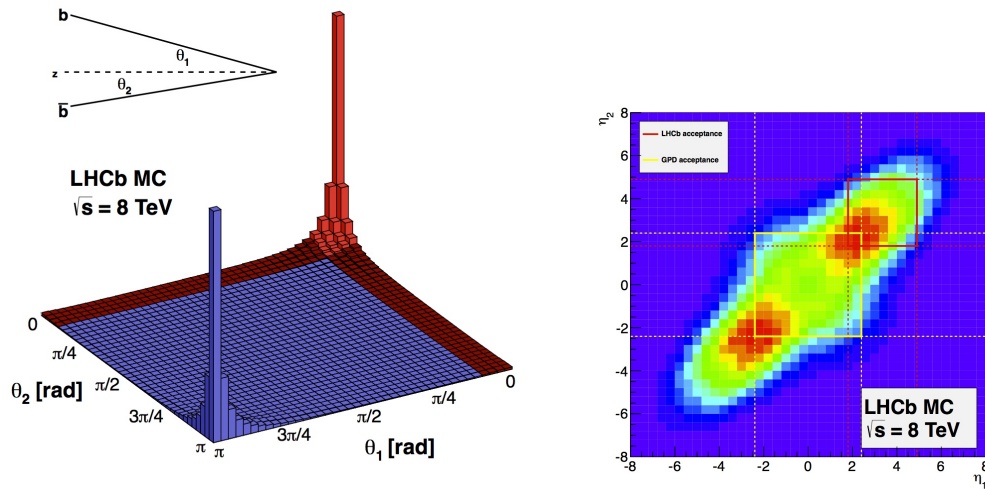 b
θ1
z
θ2
b̅
LHCb MC
√s = 8 TeV
0
π/4
π/2
3π/4
π
θ2 [rad]
π
3π/4
π/2
π/4
0
θ1 [rad]
η2
8
6
4
2
0
-2
-4
-6
-8
LHCb acceptance
GPD acceptance
LHCb MC
√s = 8 TeV
-8 -6 -4 -2 0 2 4 6 8
η1